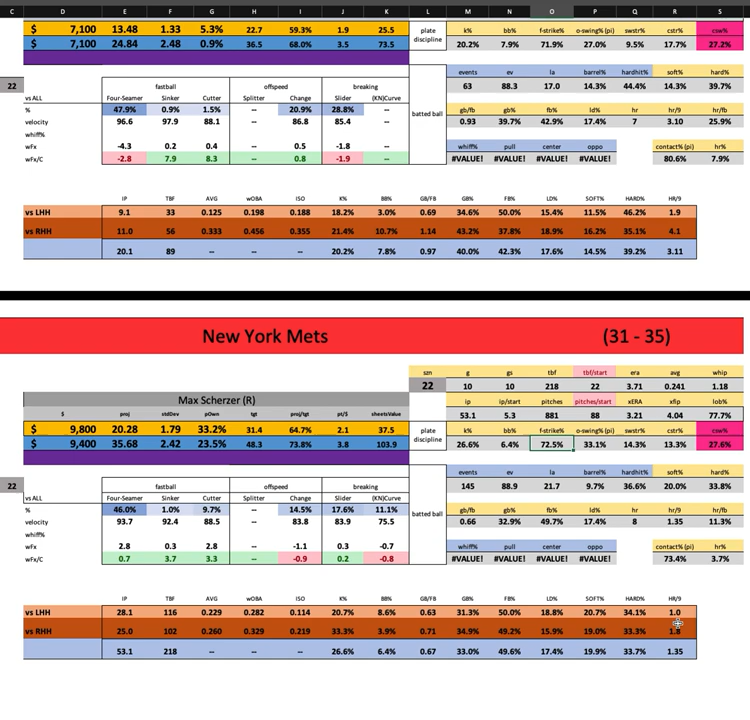 C D E F G H I J K L M N O P Q R S
$ 7,100 13.48 1.33 5.3% 22.7 59.3% 1.9 25.5 plate discipline k% bb% f-strike% o-swing% (pi) swstr% cstr% csw%
$ 7,100 24.84 2.48 0.9% 36.5 68.0% 3.5 73.5 20.2% 7.9% 71.9% 27.0% 9.5% 17.7% 27.2%
events ev la barrel% hardhit% soft% hard%
22 fastball offspeed breaking 63 88.3 17.0 14.3% 44.4% 14.3% 39.7%
vs ALL Four-Seamer Sinker Cutter Splitter Change Slider (KN)Curve
% 47.9% 0.9% 1.5% -- 20.9% 28.8% -- batted ball gb/fb gb% fb% ld% hr hr/9 hr/fb
velocity 96.6 97.9 88.1 -- 86.8 85.4 -- 0.93 39.7% 42.9% 17.4% 7 3.10 25.9%
whiff%
wFx -4.3 0.2 0.4 0.5 -1.8 -- whiff% pull center oppo contact% (pi) hr%
wFx/C -2.8 7.9 8.3 -- 0.8 -1.9 -- #VALUE! #VALUE! #VALUE! #VALUE! 80.6% 7.9%
IP TBF AVG wOBA ISO K% BB% GB/FB GB% FB% LD% SOFT% HARD% HR/9
vs LHH 9.1 33 0.125 0.198 0.188 18.2% 3.0% 0.69 34.6% 50.0% 15.4% 11.5% 46.2% 1.9
vs RHH 11.0 56 0.333 0.456 0.355 21.4% 10.7% 1.14 43.2% 37.8% 18.9% 16.2% 35.1% 4.1
20.1 89 -- -- 20.2% 7.8% 0.97 40.0% 42.3% 17.6% 14.5% 39.2% 3.11
New York Mets (31 - 35)
szn g gs tbf tbf/start era avg whip
22 10 10 218 22 3.71 0.241 1.18
Max Scherzer (R) ip ip/start pitches pitches/start xERA xfip lob%
$ proj stdDev pOwn tgt proj/tgt pt/$ sheetsValue 53.1 5.3 881 88 3.21 4.04 77.7%
$ 9,800 20.28 1.79 33.2% 31.4 64.7% 2.1 37.5 plate discipline k% bb% f-strike% o-swing% (pi) swstr% cstr% csw%
$ 9,400 35.68 2.42 23.5% 48.3 73.8% 3.8 103.9 26.6% 6.4% 72.5% 33.1% 14.3% 13.3% 27.6%
events ev la barrel% hardhit% soft% hard%
22 fastball offspeed breaking 145 88.9 21.7 9.7% 36.6% 20.0% 33.8%
vs ALL Four-Seamer Sinker Cutter Splitter Change Slider (KN)Curve
% 46.0% 1.0% 9.7% -- 14.5% 17.6% 11.1% batted ball gb/fb gb% fb% ld% hr hr/9 hr/fb
velocity 93.7 92.4 88.5 -- 83.8 83.9 75.5 0.66 32.9% 49.7% 17.4% 8 1.35 11.3%
whiff%
wFx 2.8 0.3 2.8 -1.1 0.3 -0.7 whiff% pull center oppo contact% (pi) hr%
wFx/C 0.7 3.7 3.3 -- -0.9 0.2 -0.8 #VALUE! #VALUE! #VALUE! #VALUE! 73.4% 3.7%
IP TBF AVG wOBA ISO K% BB% GB/FB GB% FB% LD% SOFT% HARD% HR/9
vs LHH 28.1 116 0.229 0.282 0.114 20.7% 8.6% 0.63 31.3% 50.0% 18.8% 20.7% 34.1% 1.0
vs RHH 25.0 102 0.260 0.329 0.219 33.3% 3.9% 0.71 34.9% 49.2% 15.9% 19.0% 33.3% 1.8
53.1 218 -- -- -- 26.6% 6.4% 0.67 33.0% 49.6% 17.4% 19.9% 33.7% 1.35